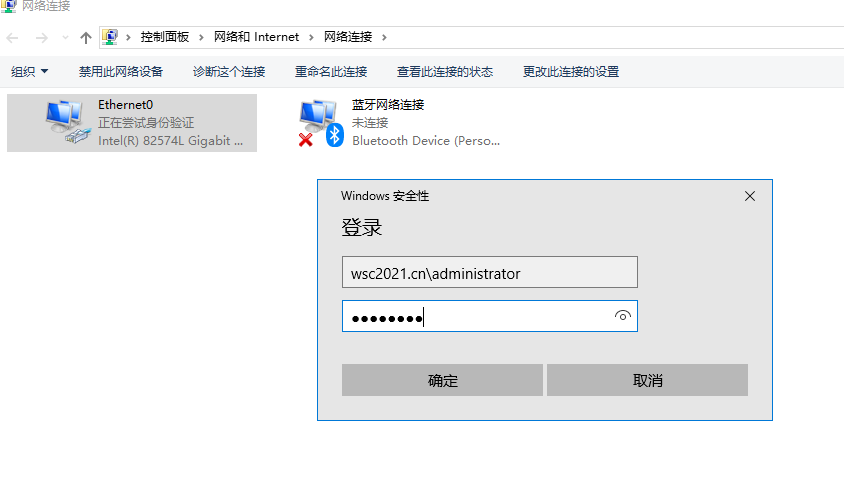 网络连接
控制面板 › 网络和 Internet › 网络连接 ›
组织 禁用此网络设备 诊断这个连接 重命名此连接 查看此连接的状态 更改此连接的设置
Ethernet0
正在尝试身份验证
Intel(R) 82574L Gigabit ...
蓝牙网络连接
未连接
Bluetooth Device (Perso...
Windows 安全性
登录
wsc2021.cn\administrator
●●●●●●●●
确定 取消